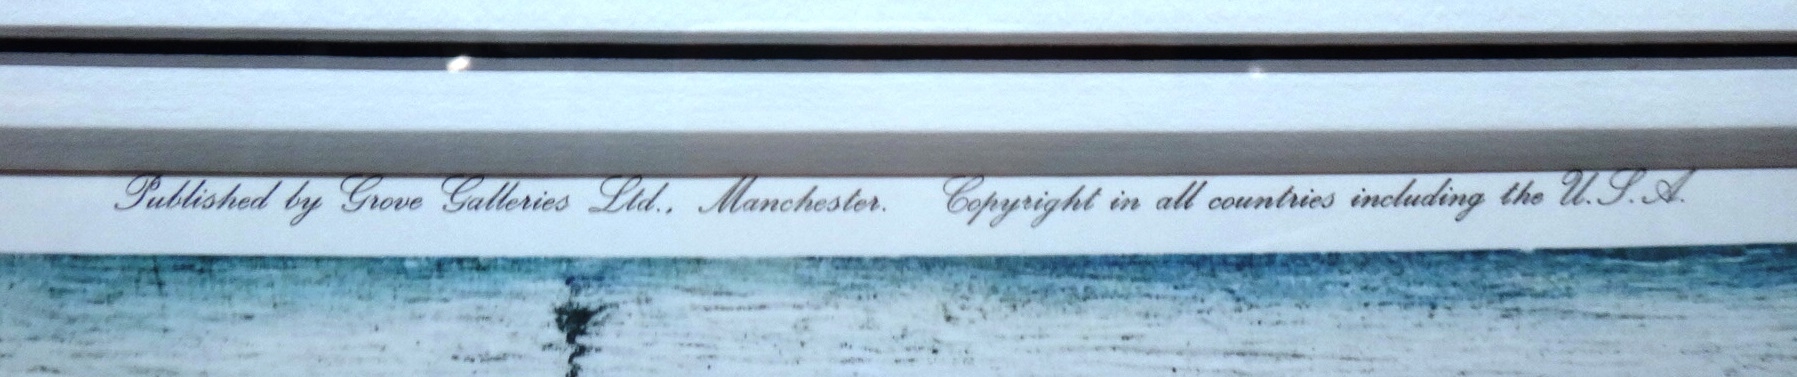 Published by Grove Galleries Ltd., Manchester. Copyright in all countries including the U.S.A.